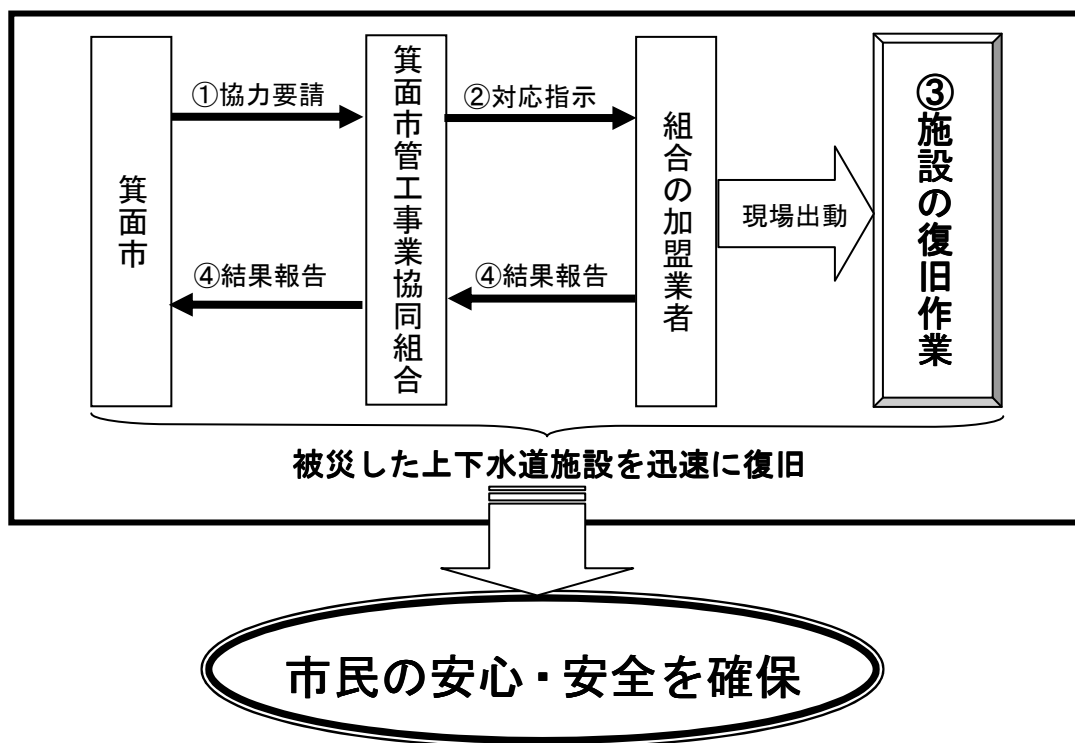 箕面市
①協力要請
④結果報告
箕面市管工事業協同組合
②対応指示
④結果報告
組合の加盟業者
現場出動
③施設の復旧作業
被災した上下水道施設を迅速に復旧
市民の安心・安全を確保